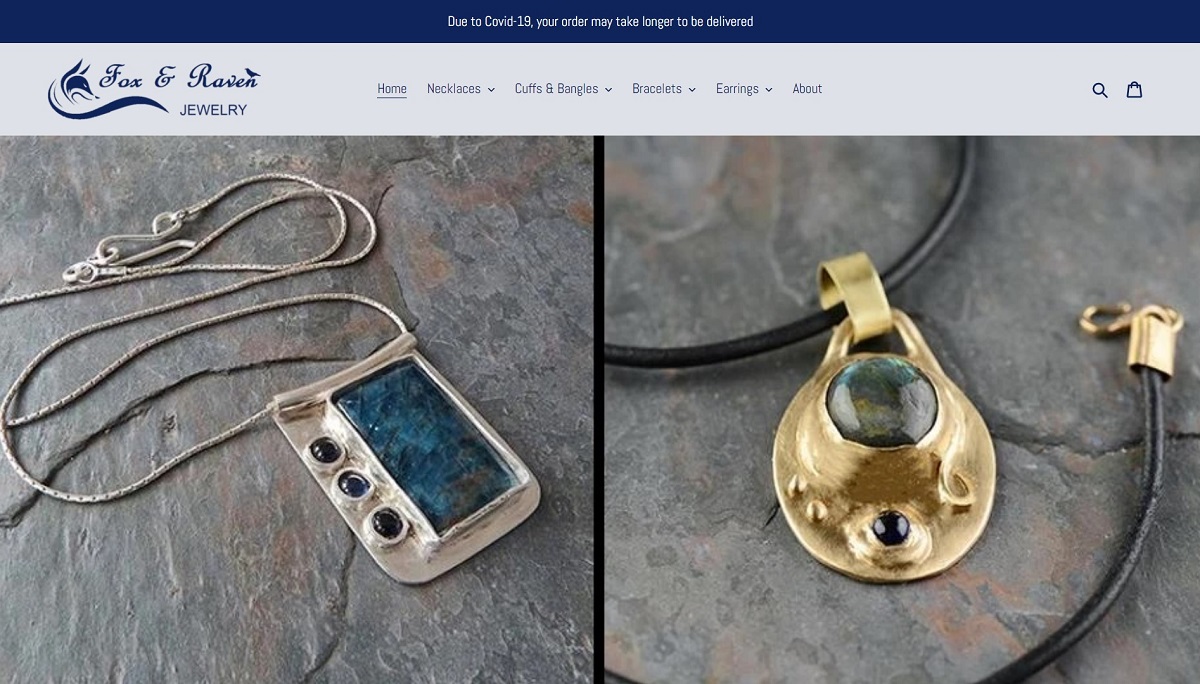 Due to Covid-19, your order may take longer to be delivered
Fox & Raven
JEWELRY
Home Necklaces Cuffs & Bangles Bracelets Earrings About